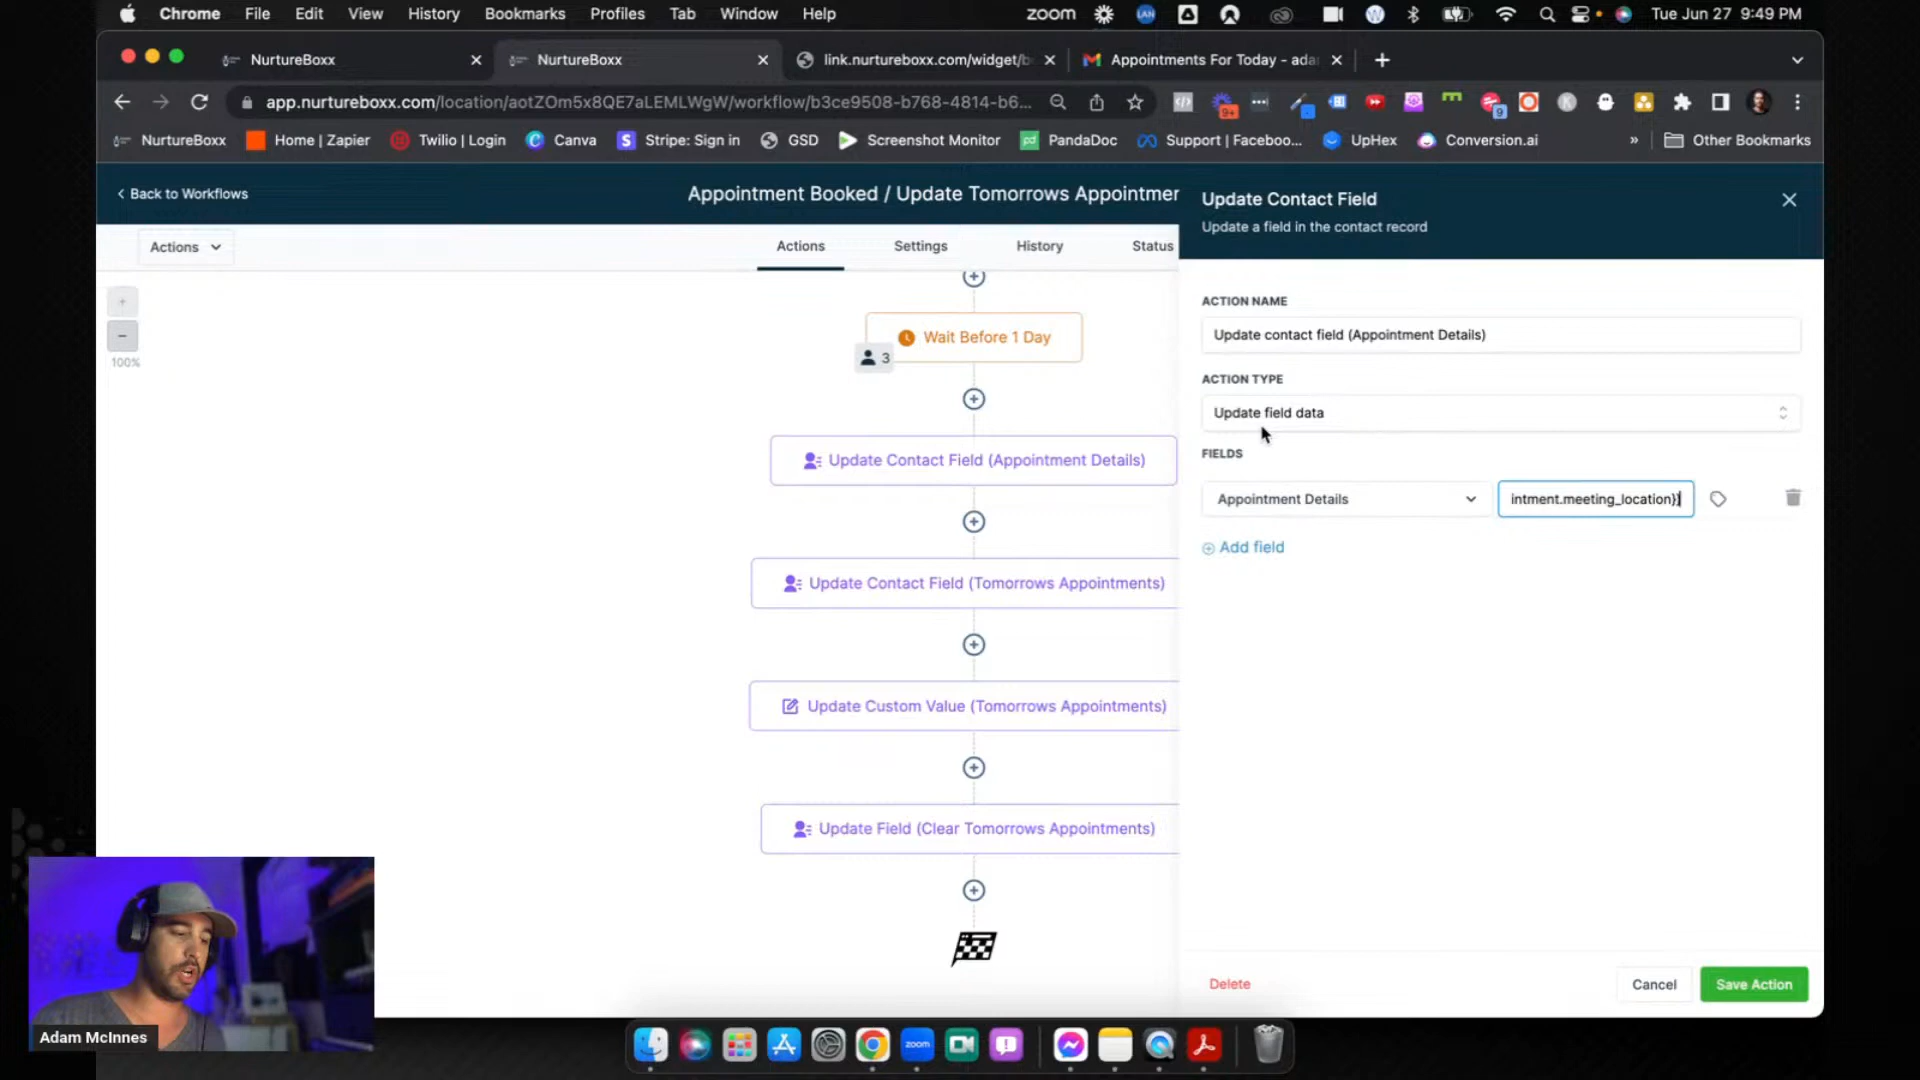 Chrome File Edit View History Bookmarks Profiles Tab Window Help zoom LAN Tue Jun 27 9:49 PM
NurtureBoxx NurtureBoxx link.nurtureboxx.com/widget/b Appointments For Today - ada
app.nurtureboxx.com/location/aotZOm5x8QE7aLEMLWgW/workflow/b3ce9508-b768-4814-b6... 9+ 9
NurtureBoxx Home | Zapier Twilio | Login Canva Stripe: Sign in GSD Screenshot Monitor pd PandaDoc Support | Faceboo... UpHex Conversion.ai » Other Bookmarks
Back to Workflows
Appointment Booked / Update Tomorrows Appointmen
Update Contact Field
Update a field in the contact record
Actions
Actions Settings History Status
100%
Wait Before 1 Day
3
Update Contact Field (Appointment Details)
Update Contact Field (Tomorrows Appointments)
Update Custom Value (Tomorrows Appointments)
Update Field (Clear Tomorrows Appointments)
ACTION NAME
Update contact field (Appointment Details)
ACTION TYPE
Update field data
FIELDS
Appointment Details intment.meeting_location}}
Add field
Delete Cancel Save Action
Adam McInnes
zoom